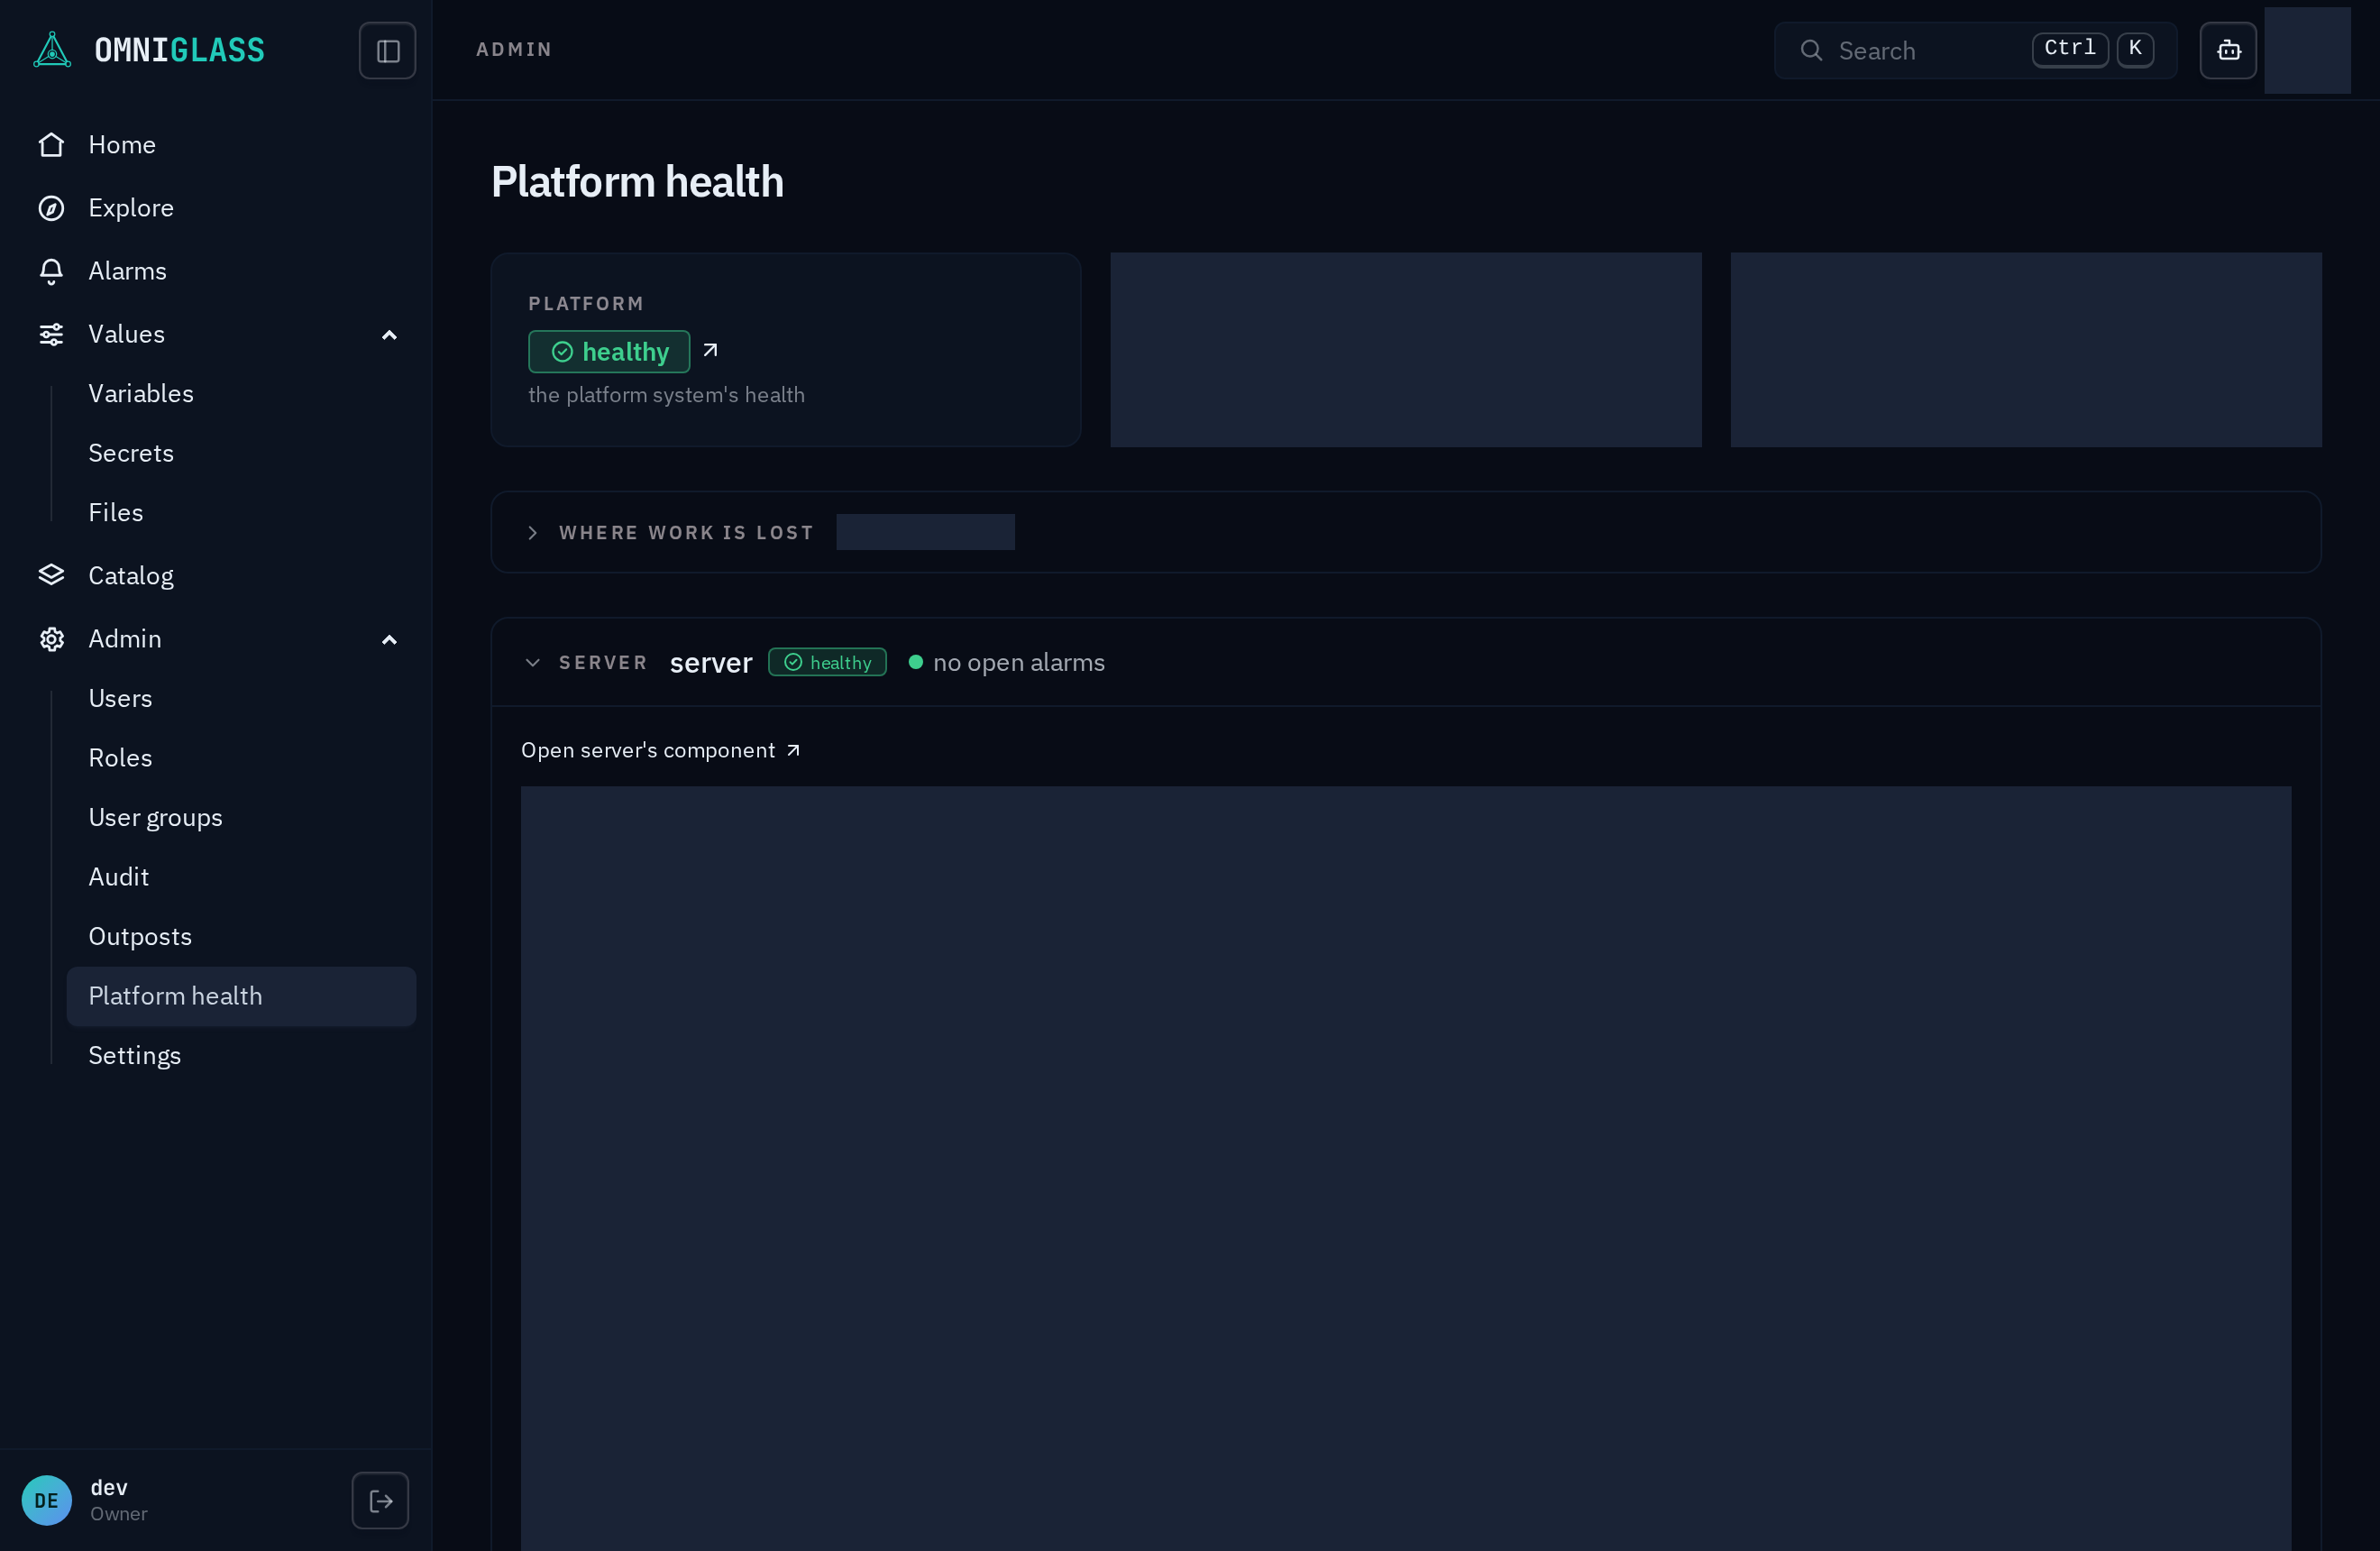 OMNIGLASS
Home
Explore
Alarms
Values
Variables
Secrets
Files
Catalog
Admin
Users
Roles
User groups
Audit
Outposts
Platform health
Settings
DE
dev
Owner
ADMIN
Search
Ctrl K
Platform health
PLATFORM
healthy
the platform system's health
WHERE WORK IS LOST
SERVER server healthy no open alarms
Open server's component